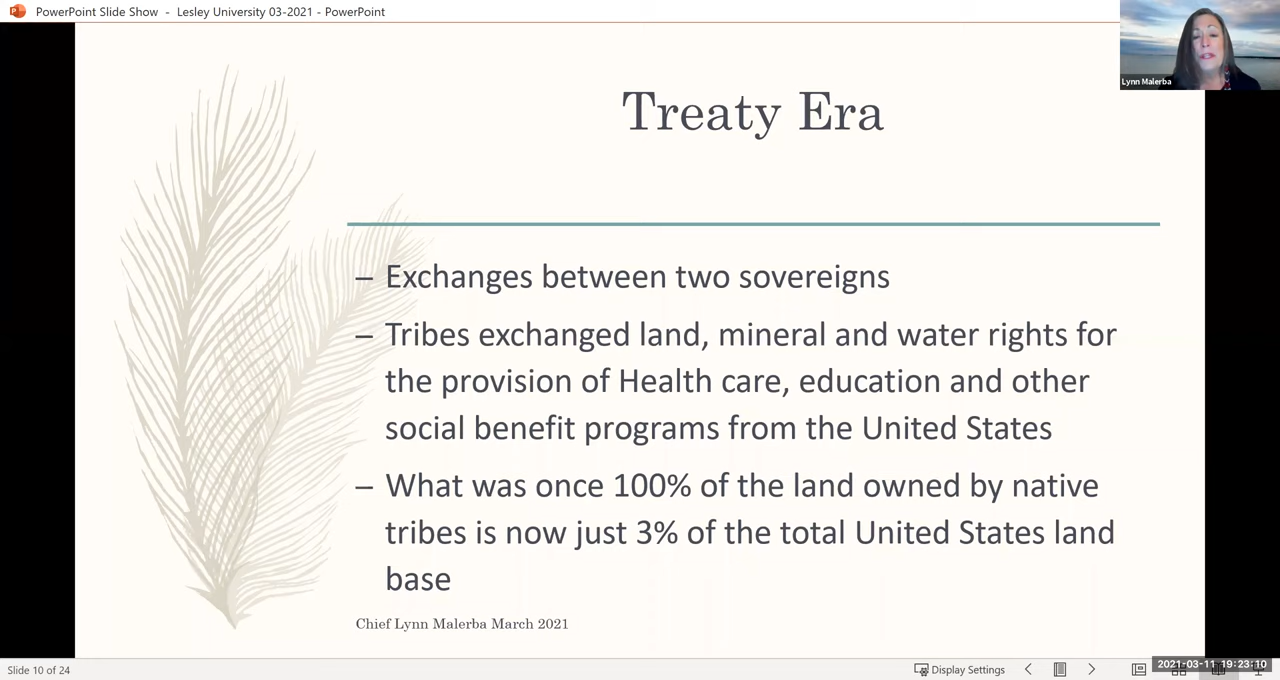 PowerPoint Slide Show - Lesley University 03-2021 - PowerPoint
Lynn Malerba
Treaty Era
– Exchanges between two sovereigns
– Tribes exchanged land, mineral and water rights for
the provision of Health care, education and other
social benefit programs from the United States
– What was once 100% of the land owned by native
tribes is now just 3% of the total United States land
base
Chief Lynn Malerba March 2021
Slide 10 of 24
Display Settings
2021-03-11 19:23:10